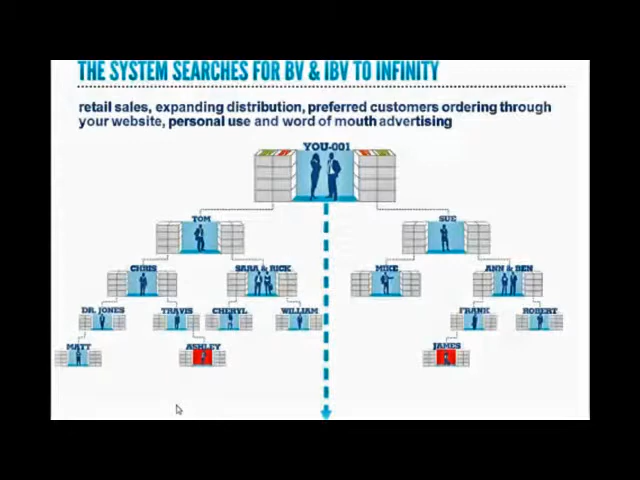 THE SYSTEM SEARCHES FOR BV & IBV TO INFINITY
retail sales, expanding distribution, preferred customers ordering through
your website, personal use and word of mouth advertising
YOU-001
TOM SUE
CHRIS SARA & RICK MIKE ANN & BEN
DR. JONES TRAVIS CHERYL WILLIAM FRANK ROBERT
MATT ASHLEY JAMES